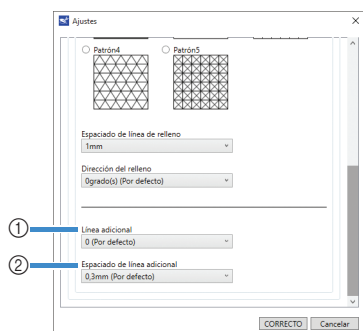 Ajustes
Patrón4
Patrón5
Espaciado de línea de relleno
1mm
Dirección del relleno
0grado(s) (Por defecto)
① Línea adicional
0 (Por defecto)
② Espaciado de línea adicional
0,3mm (Por defecto)
CORRECTO Cancelar